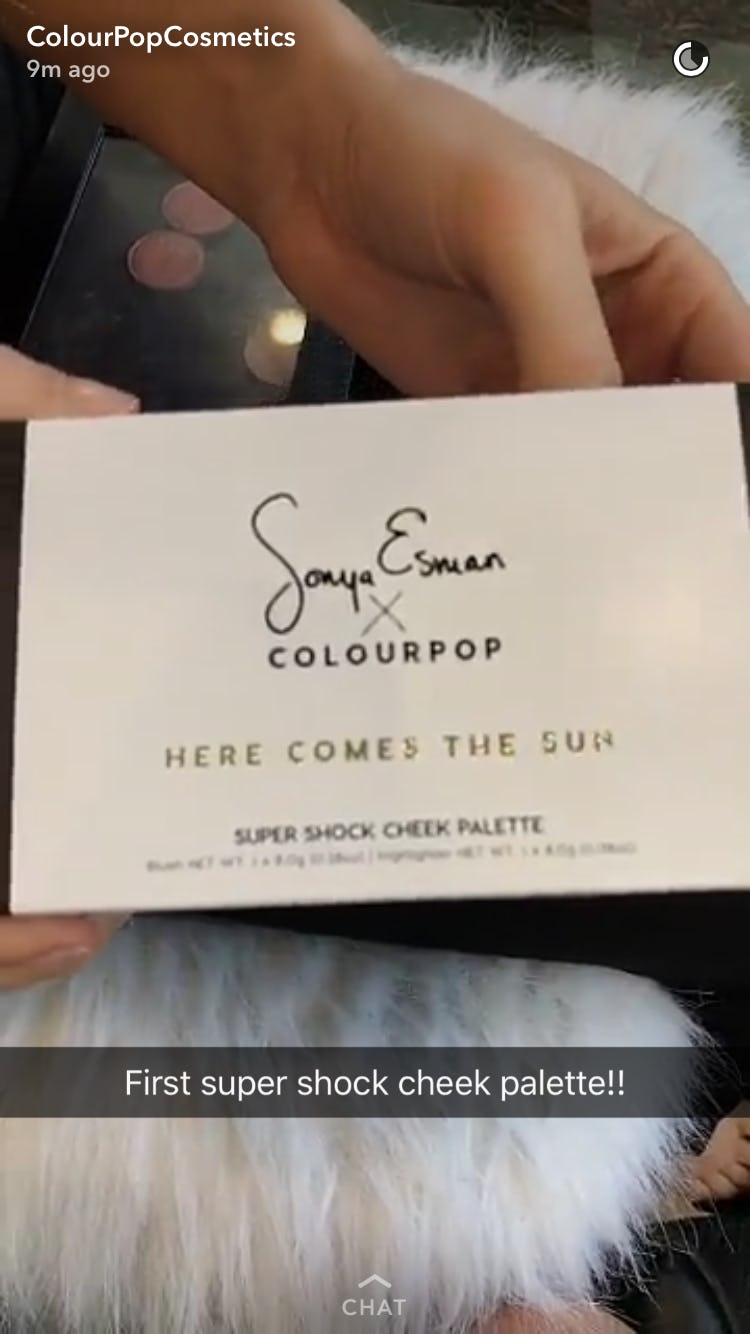 ColourPopCosmetics
9m ago
Sonya Esman
X
COLOURPOP
HERE COMES THE SUN
SUPER SHOCK CHEEK PALETTE
First super shock cheek palette!!
CHAT